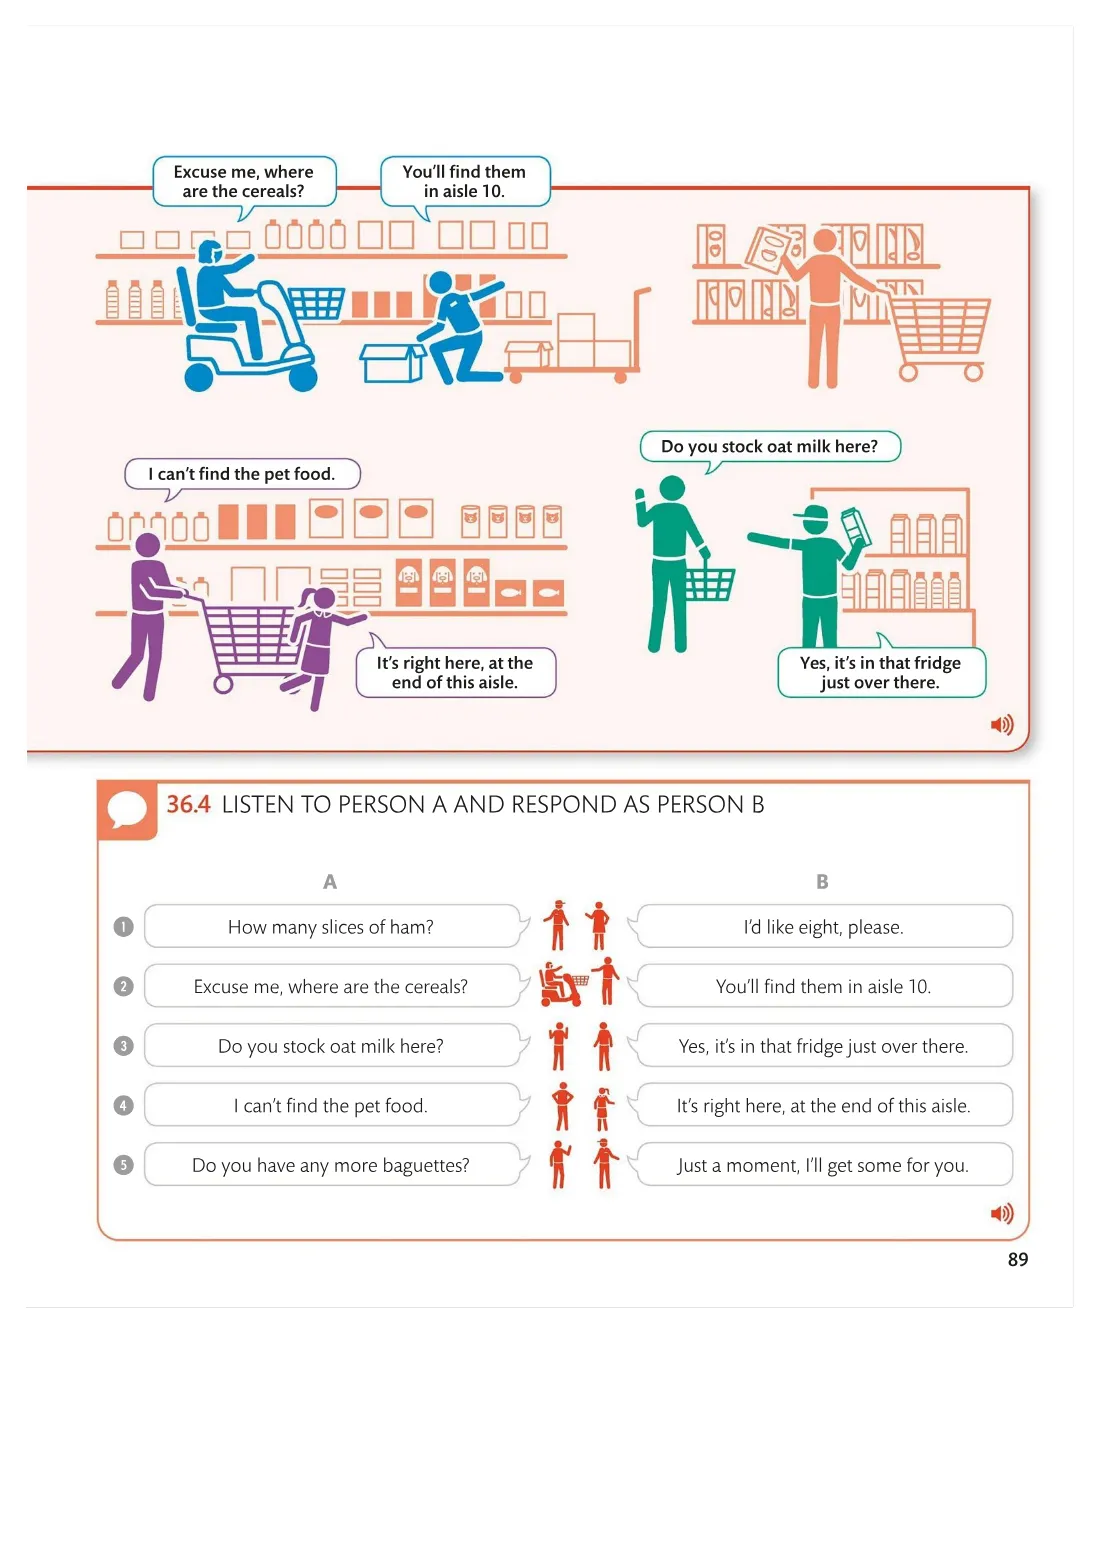 Excuse me, where
are the cereals?
You'll find them
in aisle 10.
Do you stock oat milk here?
I can't find the pet food.
It's right here, at the
end of this aisle.
Yes, it's in that fridge
just over there.
36.4 LISTEN TO PERSON A AND RESPOND AS PERSON B
A
B
1 How many slices of ham?
I'd like eight, please.
2 Excuse me, where are the cereals?
You'll find them in aisle 10.
3 Do you stock oat milk here?
Yes, it's in that fridge just over there.
4 I can't find the pet food.
It's right here, at the end of this aisle.
5 Do you have any more baguettes?
Just a moment, I'll get some for you.
89